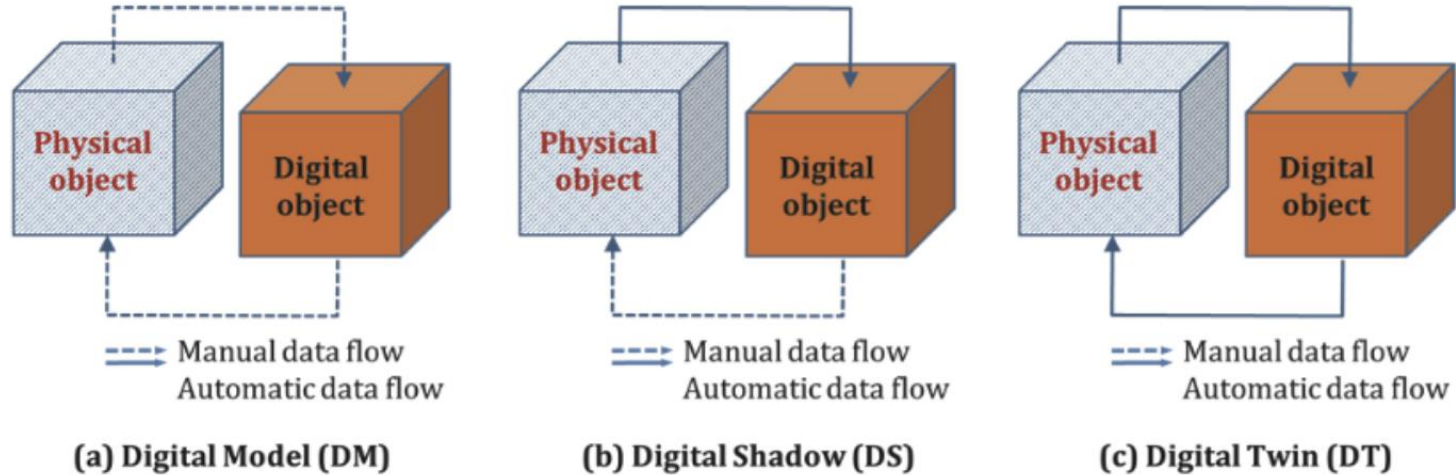 Physical
object
Digital
object
Manual data flow
Automatic data flow
(a) Digital Model (DM)
Physical
object
Digital
object
Manual data flow
Automatic data flow
(b) Digital Shadow (DS)
Physical
object
Digital
object
Manual data flow
Automatic data flow
(c) Digital Twin (DT)